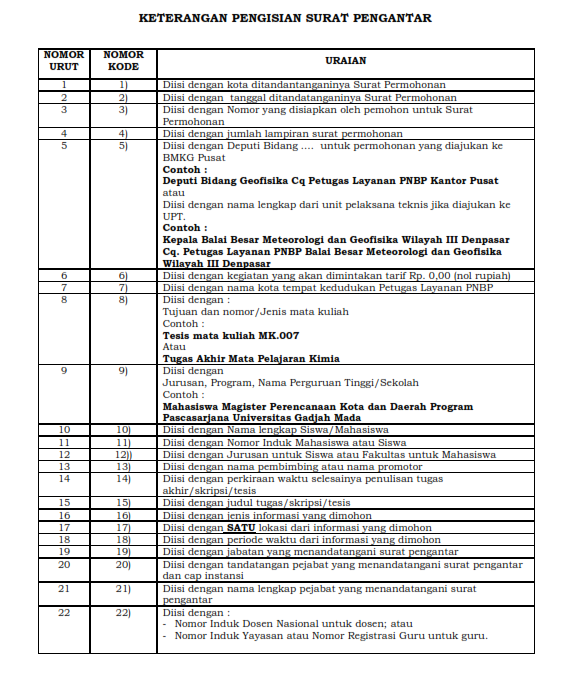 KETERANGAN PENGISIAN SURAT PENGANTAR
NOMOR URUT NOMOR KODE URAIAN
1 1) Diisi dengan kota ditandantanganinya Surat Permohonan
2 2) Diisi dengan tanggal ditandatanganinya Surat Permohonan
3 3) Diisi dengan Nomor yang disiapkan oleh pemohon untuk Surat
Permohonan
4 4) Diisi dengan jumlah lampiran surat permohonan
5 5) Diisi dengan Deputi Bidang .... untuk permohonan yang diajukan ke
BMKG Pusat
Contoh :
Deputi Bidang Geofisika Cq Petugas Layanan PNBP Kantor Pusat
atau
Diisi dengan nama lengkap dari unit pelaksana teknis jika diajukan ke
UPT.
Contoh :
Kepala Balai Besar Meteorologi dan Geofisika Wilayah III Denpasar
Cq. Petugas Layanan PNBP Balai Besar Meteorologi dan Geofisika
Wilayah III Denpasar
6 6) Diisi dengan kegiatan yang akan dimintakan tarif Rp. 0,00 (nol rupiah)
7 7) Diisi dengan nama kota tempat kedudukan Petugas Layanan PNBP
8 8) Diisi dengan :
Tujuan dan nomor/Jenis mata kuliah
Contoh :
Tesis mata kuliah MK.007
Atau
Tugas Akhir Mata Pelajaran Kimia
9 9) Diisi dengan
Jurusan, Program, Nama Perguruan Tinggi/Sekolah
Contoh :
Mahasiswa Magister Perencanaan Kota dan Daerah Program
Pascasarjana Universitas Gadjah Mada
10 10) Diisi dengan Nama lengkap Siswa/Mahasiswa
11 11) Diisi dengan Nomor Induk Mahasiswa atau Siswa
12 12)) Diisi dengan Jurusan untuk Siswa atau Fakultas untuk Mahasiswa
13 13) Diisi dengan nama pembimbing atau nama promotor
14 14) Diisi dengan perkiraan waktu selesainya penulisan tugas
akhir/skripsi/tesis
15 15) Diisi dengan judul tugas/skripsi/tesis
16 16) Diisi dengan jenis informasi yang dimohon
17 17) Diisi dengan SATU lokasi dari informasi yang dimohon
18 18) Diisi dengan periode waktu dari informasi yang dimohon
19 19) Diisi dengan jabatan yang menandatangani surat pengantar
20 20) Diisi dengan tandatangan pejabat yang menandatangani surat pengantar
dan cap instansi
21 21) Diisi dengan nama lengkap pejabat yang menandatangani surat
pengantar
22 22) Diisi dengan :
- Nomor Induk Dosen Nasional untuk dosen; atau
- Nomor Induk Yayasan atau Nomor Registrasi Guru untuk guru.